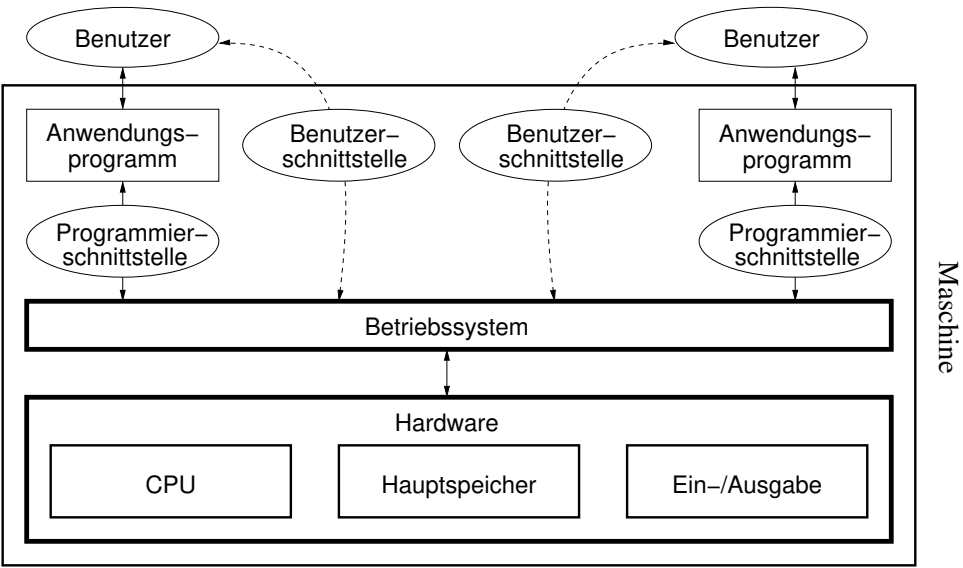 Benutzer
Benutzer
Anwendungs−
programm
Benutzer−
schnittstelle
Benutzer−
schnittstelle
Anwendungs−
programm
Programmier−
schnittstelle
Programmier−
schnittstelle
Maschine
Betriebssystem
Hardware
CPU
Hauptspeicher
Ein−/Ausgabe